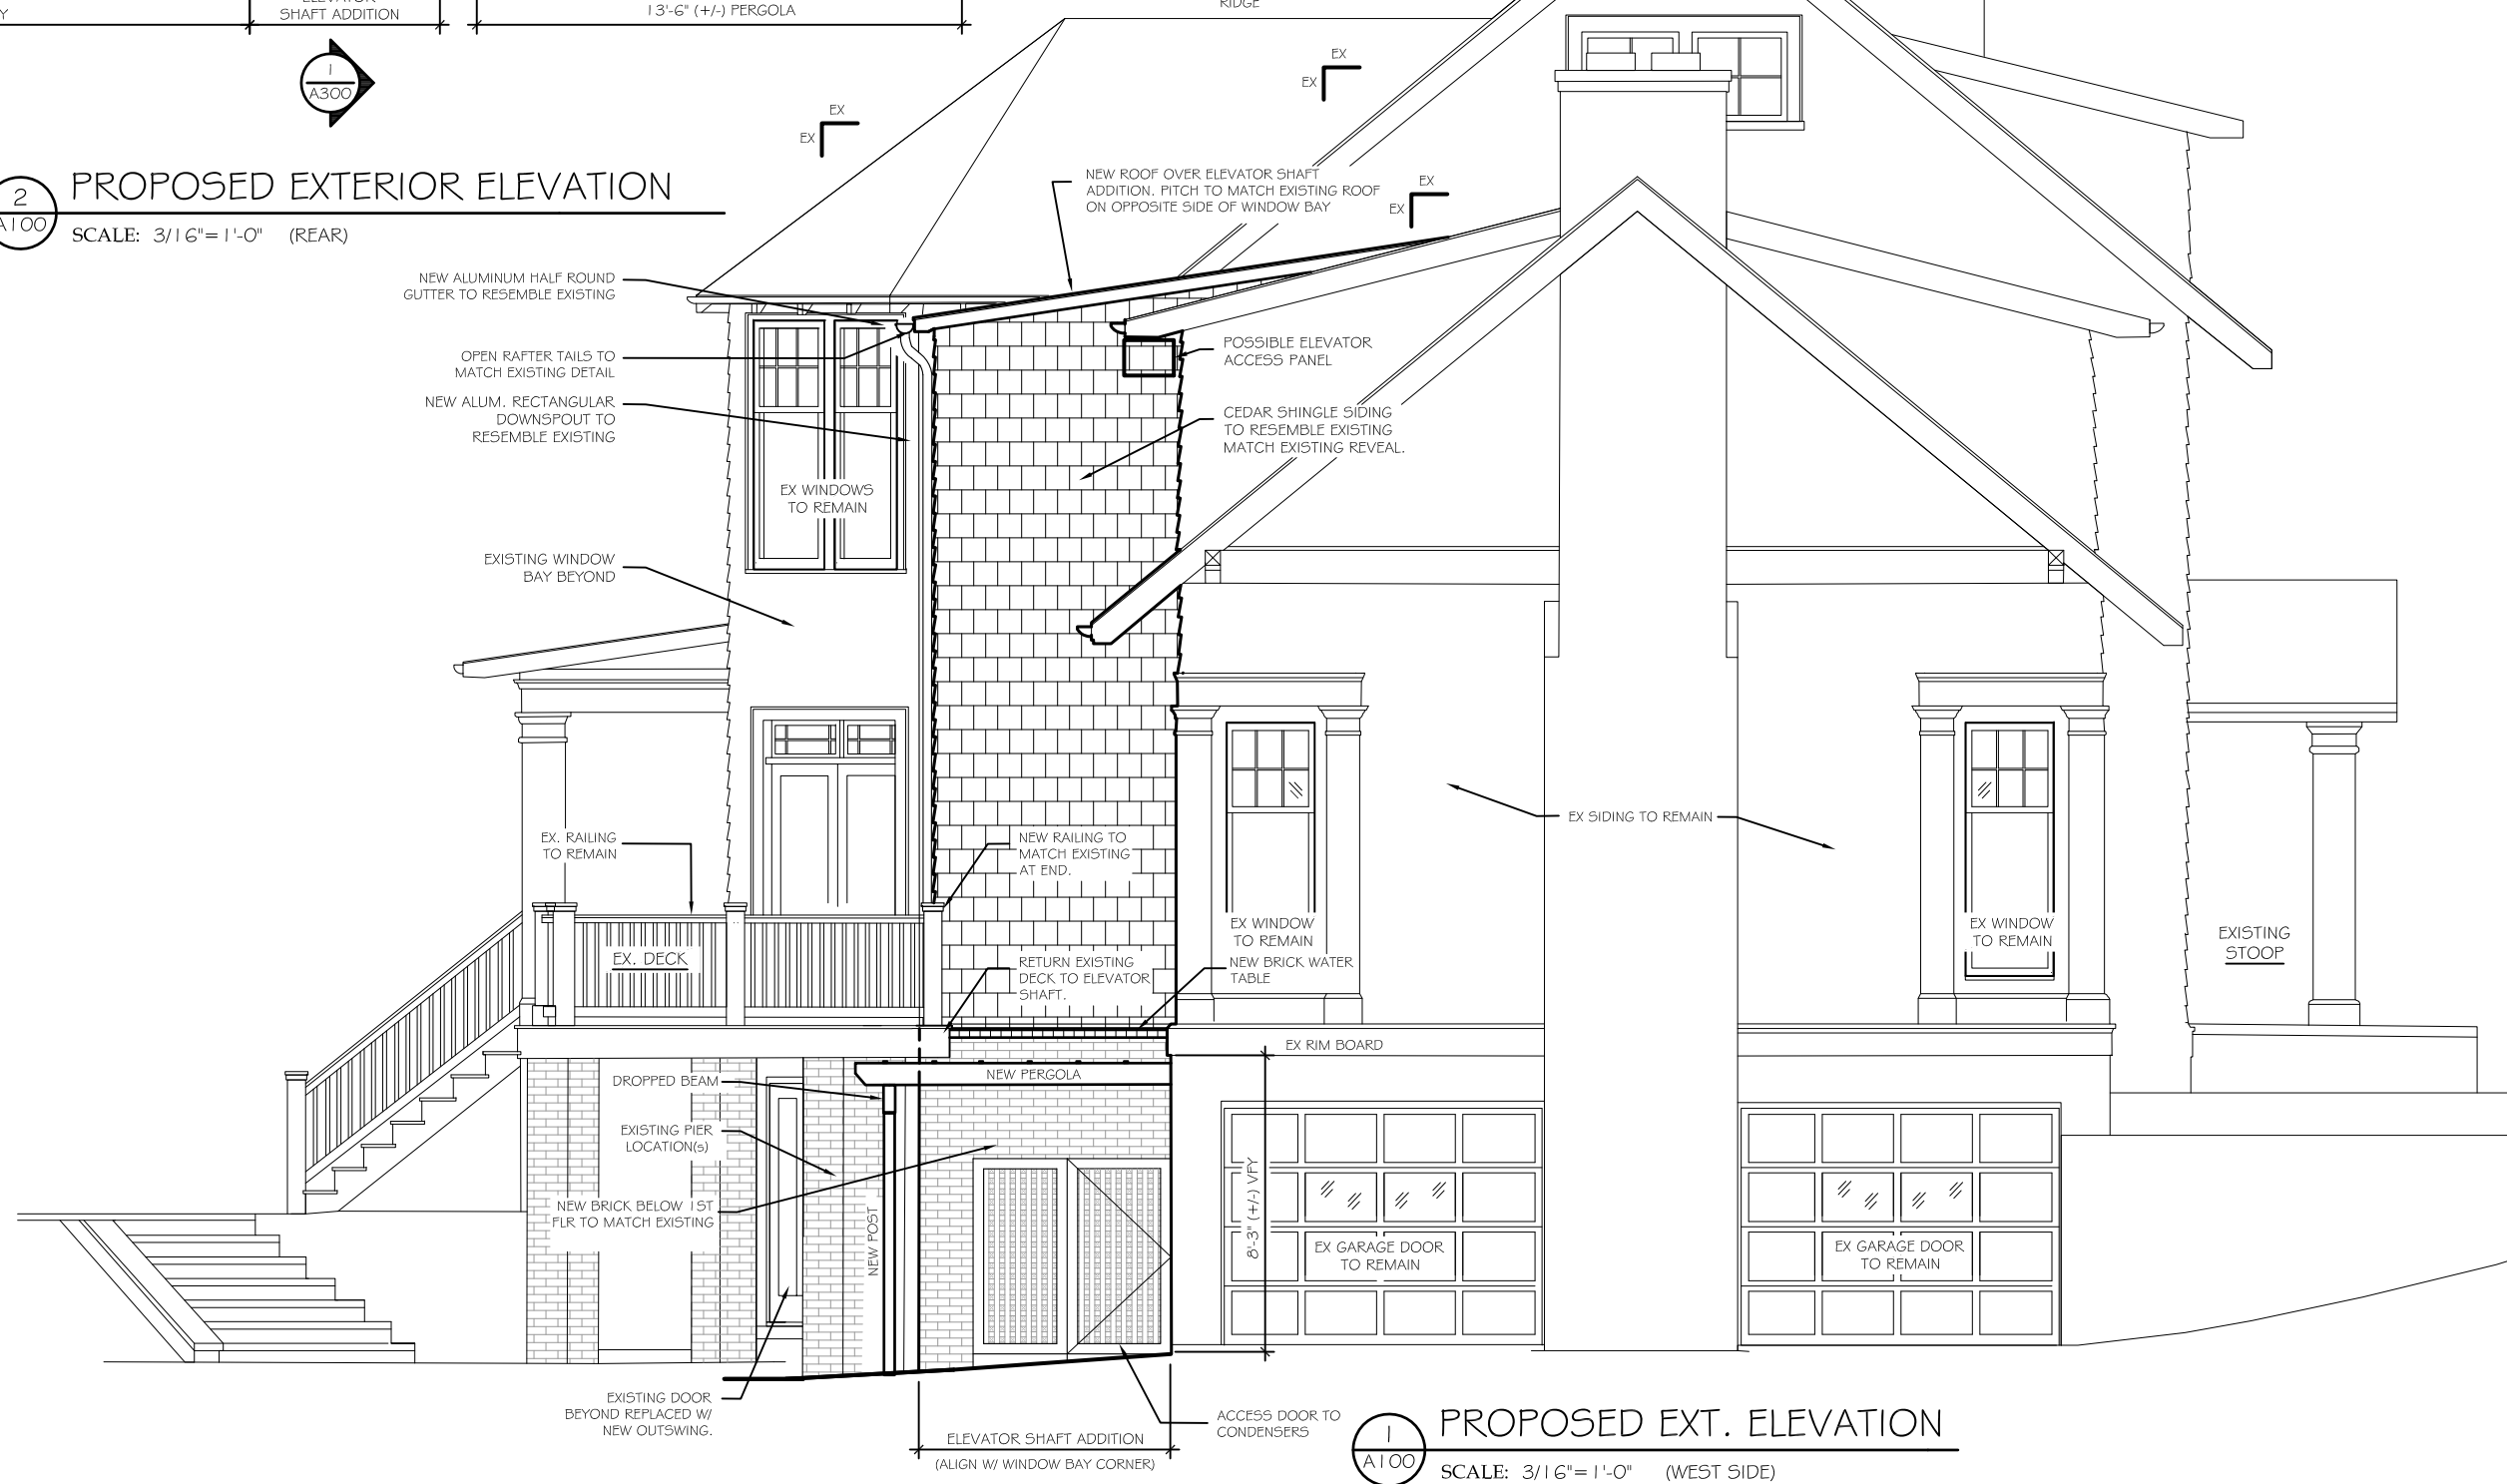 Y
ELEVATOR
SHAFT ADDITION
13'-6" (+/-) PERGOLA
RIDGE
1
A300
EX
EX
EX
EX
EX
EX
2
A100
PROPOSED EXTERIOR ELEVATION
SCALE: 3/16"=1'-0" (REAR)
NEW ROOF OVER ELEVATOR SHAFT
ADDITION. PITCH TO MATCH EXISTING ROOF
ON OPPOSITE SIDE OF WINDOW BAY
NEW ALUMINUM HALF ROUND
GUTTER TO RESEMBLE EXISTING
OPEN RAFTER TAILS TO
MATCH EXISTING DETAIL
NEW ALUM. RECTANGULAR
DOWNSPOUT TO
RESEMBLE EXISTING
POSSIBLE ELEVATOR
ACCESS PANEL
CEDAR SHINGLE SIDING
TO RESEMBLE EXISTING
MATCH EXISTING REVEAL.
EX WINDOWS
TO REMAIN
EXISTING WINDOW
BAY BEYOND
EX. RAILING
TO REMAIN
NEW RAILING TO
MATCH EXISTING
AT END.
EX SIDING TO REMAIN
EX WINDOW
TO REMAIN
EX WINDOW
TO REMAIN
EXISTING
STOOP
EX. DECK
RETURN EXISTING
DECK TO ELEVATOR
SHAFT.
NEW BRICK WATER
TABLE
EX RIM BOARD
NEW PERGOLA
DROPPED BEAM
EXISTING PIER
LOCATION(s)
NEW BRICK BELOW 1ST
FLR TO MATCH EXISTING
NEW POST
8'-3" (+/-) VFY
EX GARAGE DOOR
TO REMAIN
EX GARAGE DOOR
TO REMAIN
EXISTING DOOR
BEYOND REPLACED W/
NEW OUTSWING.
ACCESS DOOR TO
CONDENSERS
ELEVATOR SHAFT ADDITION
(ALIGN W/ WINDOW BAY CORNER)
1
A100
PROPOSED EXT. ELEVATION
SCALE: 3/16"=1'-0" (WEST SIDE)